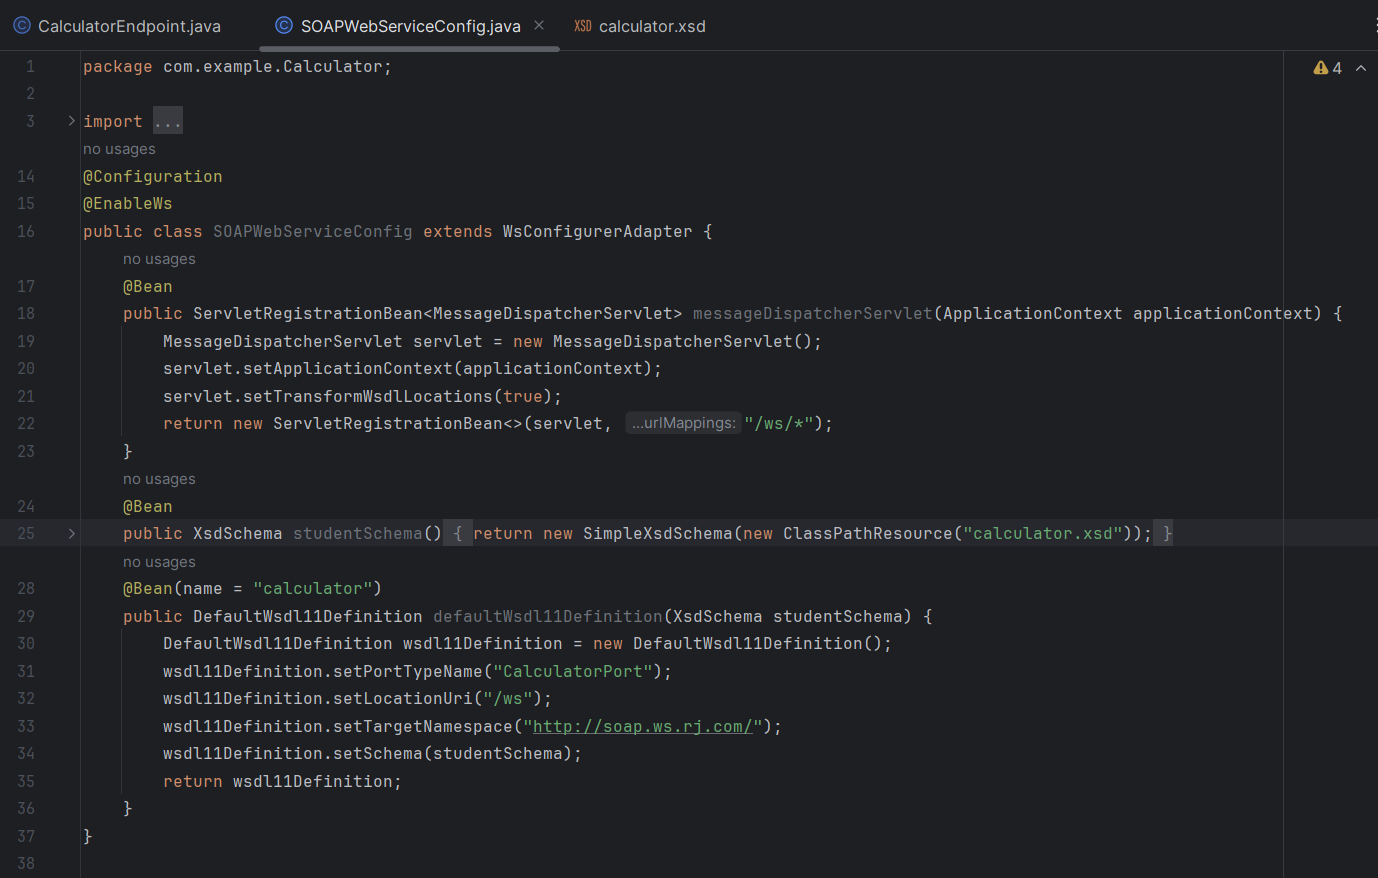 CalculatorEndpoint.java SOAPWebServiceConfig.java XSD calculator.xsd
1 package com.example.Calculator;
4
2
3 import ...
no usages
14 @Configuration
15 @EnableWs
16 public class SOAPWebServiceConfig extends WsConfigurerAdapter {
no usages
17 @Bean
18 public ServletRegistrationBean<MessageDispatcherServlet> messageDispatcherServlet(ApplicationContext applicationContext) {
19 MessageDispatcherServlet servlet = new MessageDispatcherServlet();
20 servlet.setApplicationContext(applicationContext);
21 servlet.setTransformWsdlLocations(true);
22 return new ServletRegistrationBean<>(servlet, ...urlMappings: "/ws/*");
23 }
no usages
24 @Bean
25 public XsdSchema studentSchema() { return new SimpleXsdSchema(new ClassPathResource("calculator.xsd")); }
no usages
28 @Bean(name = "calculator")
29 public DefaultWsdl11Definition defaultWsdl11Definition(XsdSchema studentSchema) {
30 DefaultWsdl11Definition wsdl11Definition = new DefaultWsdl11Definition();
31 wsdl11Definition.setPortTypeName("CalculatorPort");
32 wsdl11Definition.setLocationUri("/ws");
33 wsdl11Definition.setTargetNamespace("http://soap.ws.rj.com/");
34 wsdl11Definition.setSchema(studentSchema);
35 return wsdl11Definition;
36 }
37 }
38